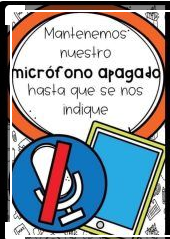 Mantenemos
nuestro
micrófono apagado
hasta que se nos
indique